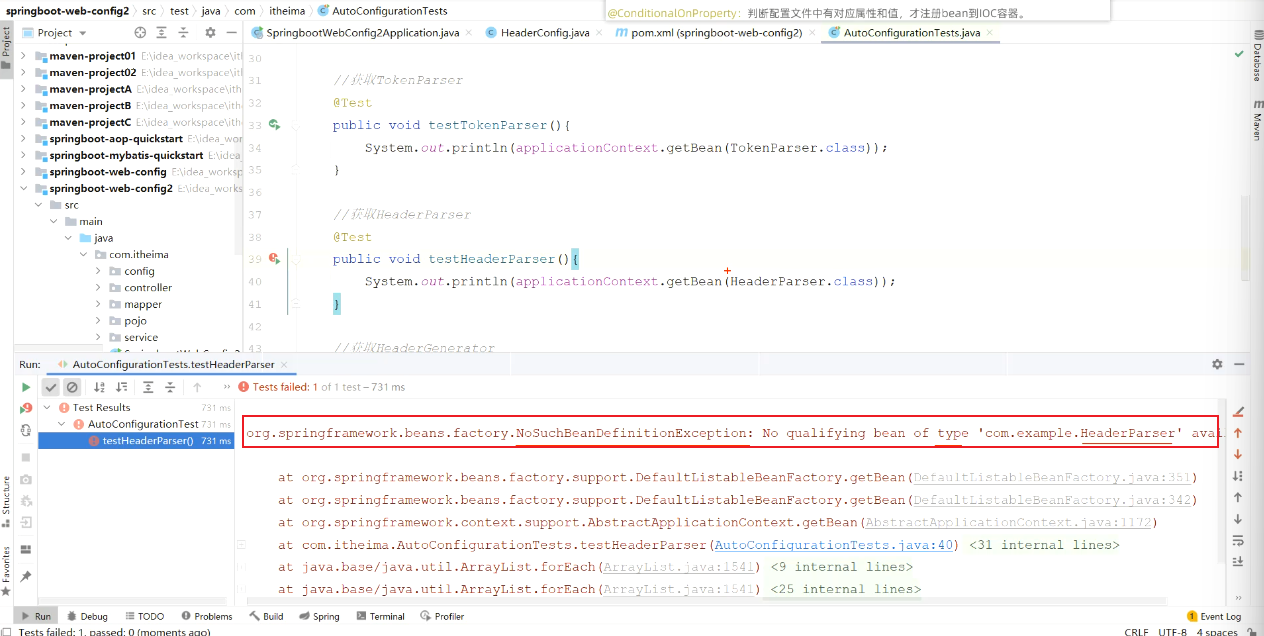 springboot-web-config2 › src › test › java › com › itheima › AutoConfigurationTests
@ConditionalOnProperty：判断配置文件中有对应属性和值，才注册bean到IOC容器。
Project
SpringbootWebConfig2Application.java
HeaderConfig.java
pom.xml (springboot-web-config2)
AutoConfigurationTests.java
Project
Structure
Favorites
Database
Maven
maven-project01 E:\idea_workspace\it
maven-project02 E:\idea_workspace\it
maven-projectA E:\idea_workspace\ith
maven-projectB E:\idea_workspace\ith
maven-projectC E:\idea_workspace\ith
springboot-aop-quickstart E:\idea_wo
springboot-mybatis-quickstart E:\idea_
springboot-web-config E:\idea_worksp
springboot-web-config2 E:\idea_works
src
main
java
com.itheima
config
controller
mapper
pojo
service
30
31 //获取TokenParser
32 @Test
33 public void testTokenParser(){
34 System.out.println(applicationContext.getBean(TokenParser.class));
35 }
36
37 //获取HeaderParser
38 @Test
39 public void testHeaderParser(){
40 System.out.println(applicationContext.getBean(HeaderParser.class));
41 }
42
43 //获取HeaderGenerator
Run: AutoConfigurationTests.testHeaderParser
Tests failed: 1 of 1 test – 731 ms
Test Results 731 ms
AutoConfigurationTest 731 ms
testHeaderParser() 731 ms
org.springframework.beans.factory.NoSuchBeanDefinitionException: No qualifying bean of type 'com.example.HeaderParser' avai
at org.springframework.beans.factory.support.DefaultListableBeanFactory.getBean(DefaultListableBeanFactory.java:351)
at org.springframework.beans.factory.support.DefaultListableBeanFactory.getBean(DefaultListableBeanFactory.java:342)
at org.springframework.context.support.AbstractApplicationContext.getBean(AbstractApplicationContext.java:1172)
at com.itheima.AutoConfigurationTests.testHeaderParser(AutoConfigurationTests.java:40) <31 internal lines>
at java.base/java.util.ArrayList.forEach(ArrayList.java:1541) <9 internal lines>
at java.base/java.util.ArrayList.forEach(ArrayList.java:1541) <25 internal lines>
Run Debug TODO Problems Build Spring Terminal Profiler 1 Event Log
Tests failed: 1, passed: 0 (moments ago) CRLF UTF-8 4 spaces